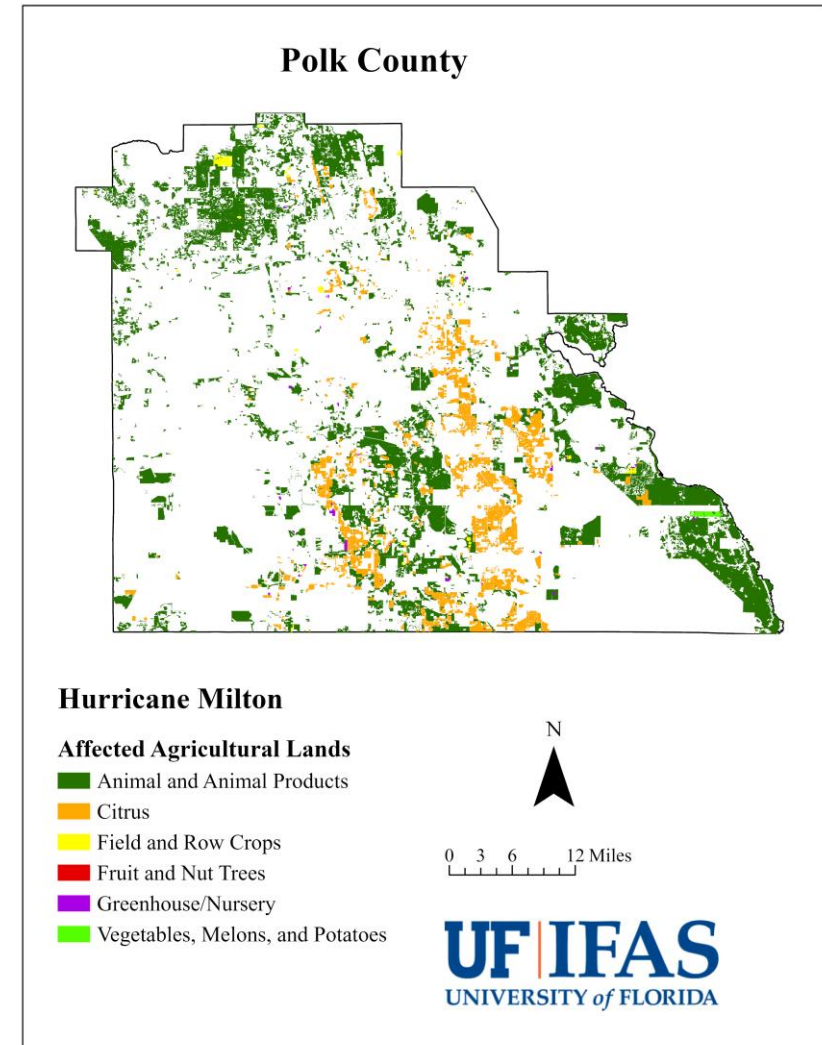 Polk County
Hurricane Milton
Affected Agricultural Lands
Animal and Animal Products
Citrus
Field and Row Crops
Fruit and Nut Trees
Greenhouse/Nursery
Vegetables, Melons, and Potatoes
N
0 3 6 12 Miles
UF|IFAS
UNIVERSITY of FLORIDA